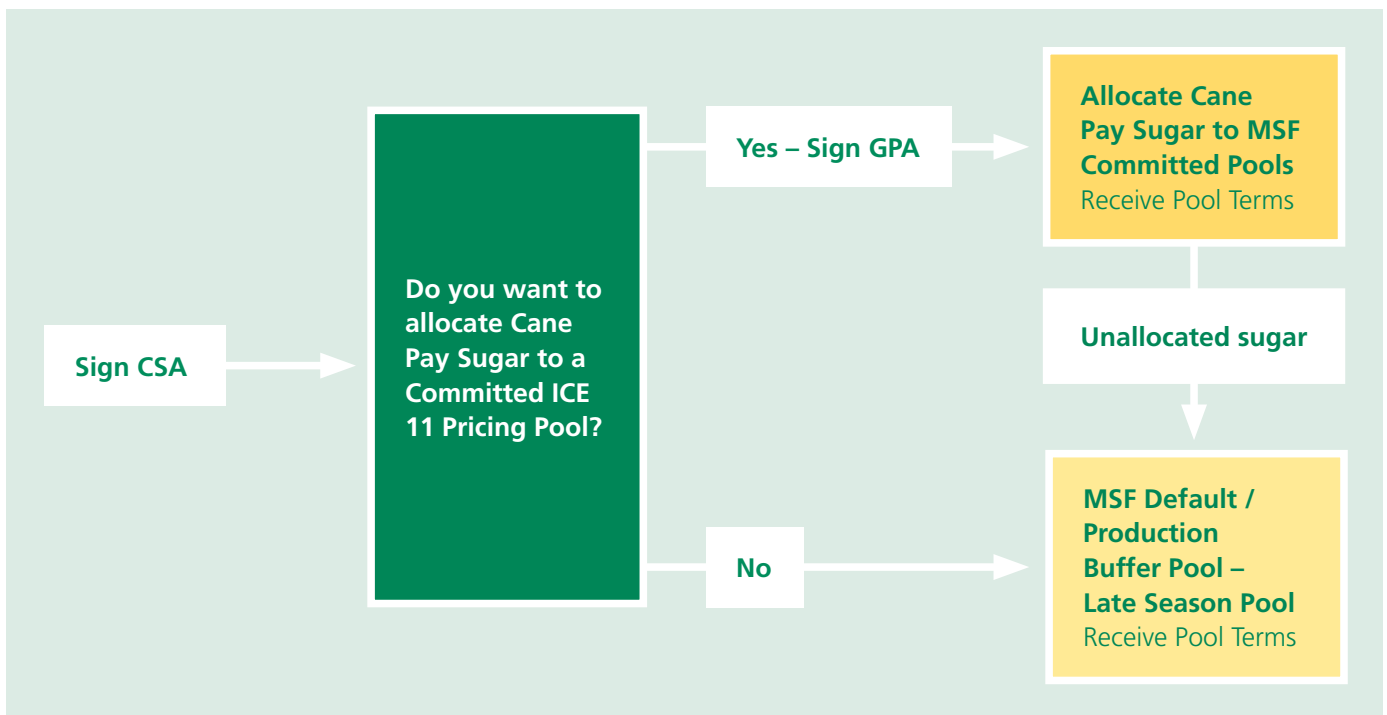 Sign CSA
Do you want to
allocate Cane
Pay Sugar to a
Committed ICE
11 Pricing Pool?
Yes – Sign GPA
Allocate Cane
Pay Sugar to MSF
Committed Pools
Receive Pool Terms
Unallocated sugar
No
MSF Default /
Production
Buffer Pool –
Late Season Pool
Receive Pool Terms